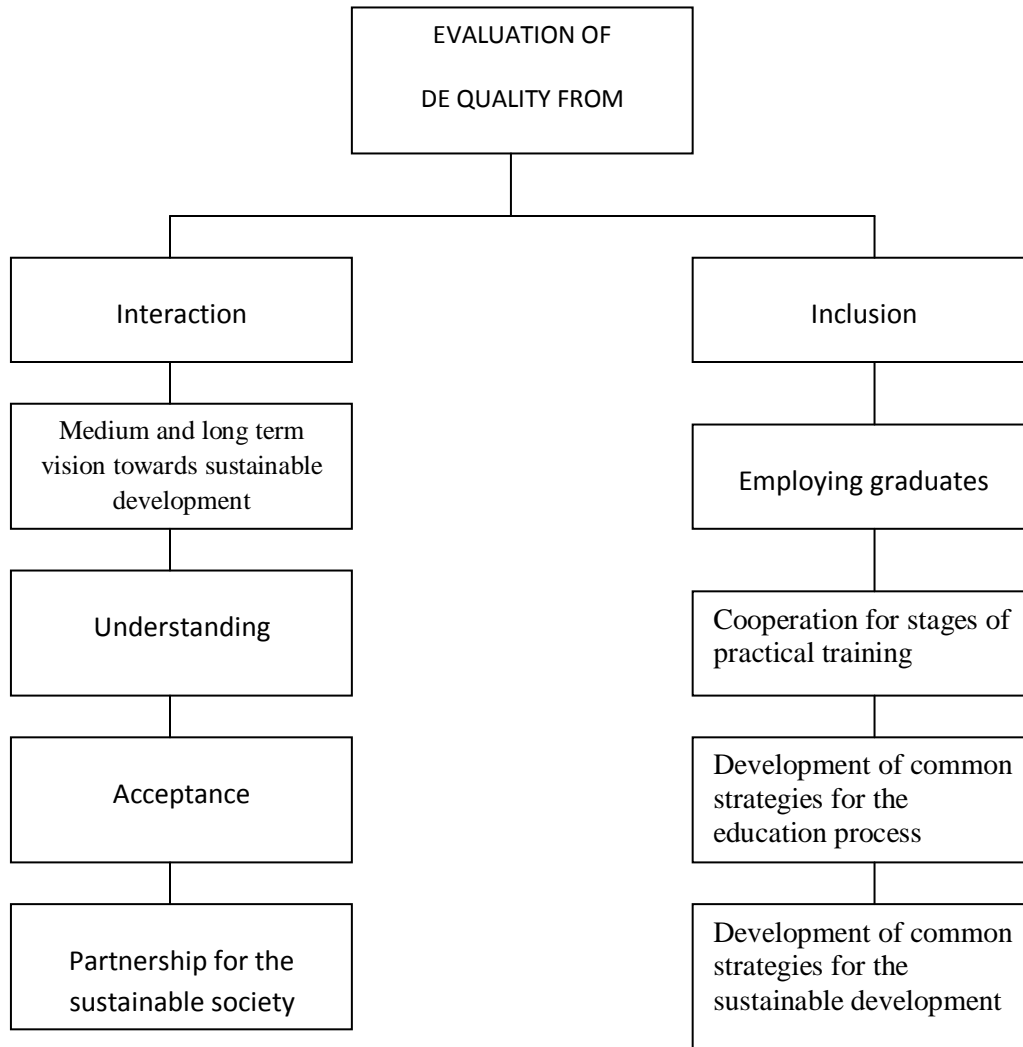 EVALUATION OF
DE QUALITY FROM
Interaction
Medium and long term
vision towards sustainable
development
Understanding
Acceptance
Partnership for the
sustainable society
Inclusion
Employing graduates
Cooperation for stages of
practical training
Development of common
strategies for the
education process
Development of common
strategies for the
sustainable development